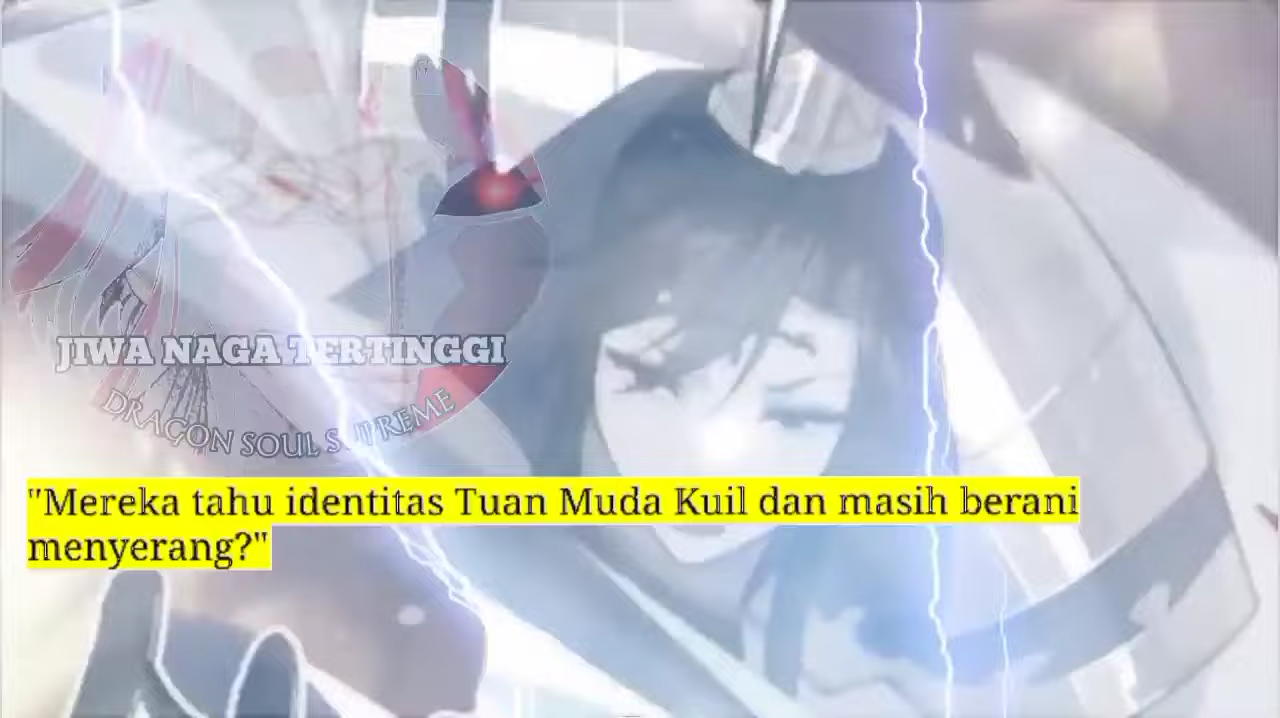 JIWA NAGA TERTINGGI
DRAGON SOUL SUPREME
"Mereka tahu identitas Tuan Muda Kuil dan masih berani
menyerang?"